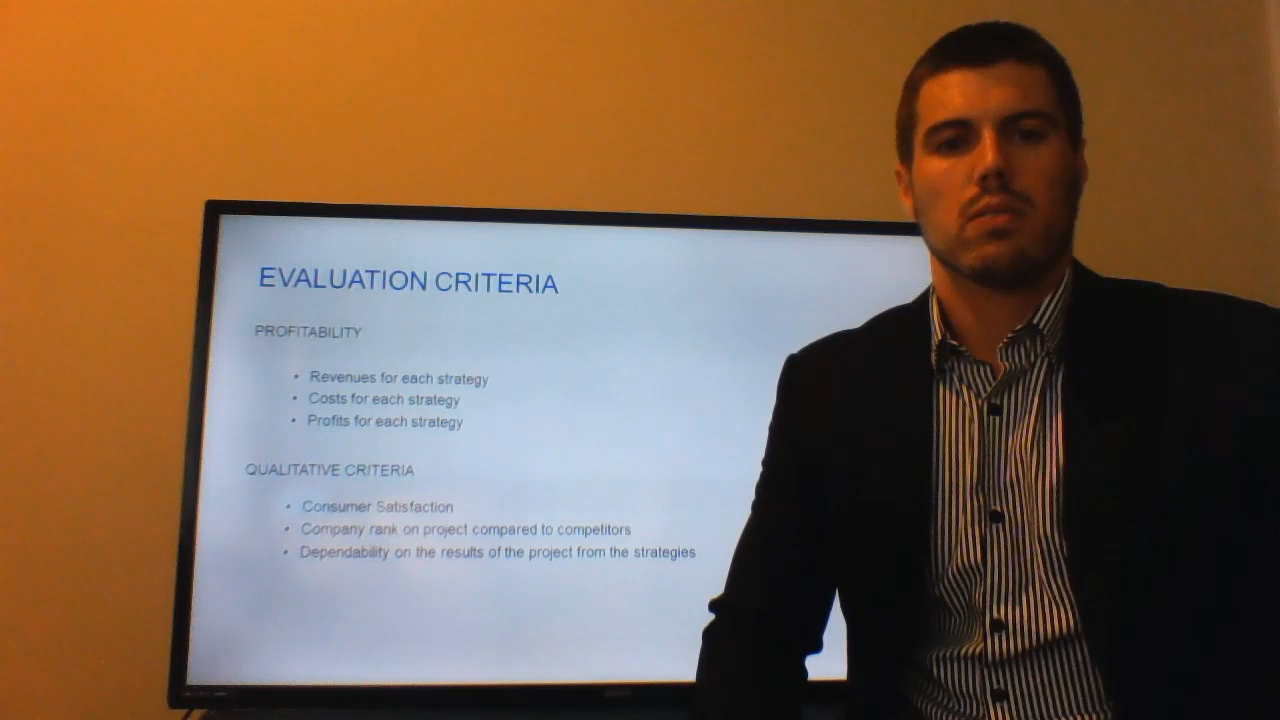 EVALUATION CRITERIA
PROFITABILITY
• Revenues for each strategy
• Costs for each strategy
• Profits for each strategy
QUALITATIVE CRITERIA
• Consumer Satisfaction
• Company rank on project compared to competitors
• Dependability on the results of the project from the strategies